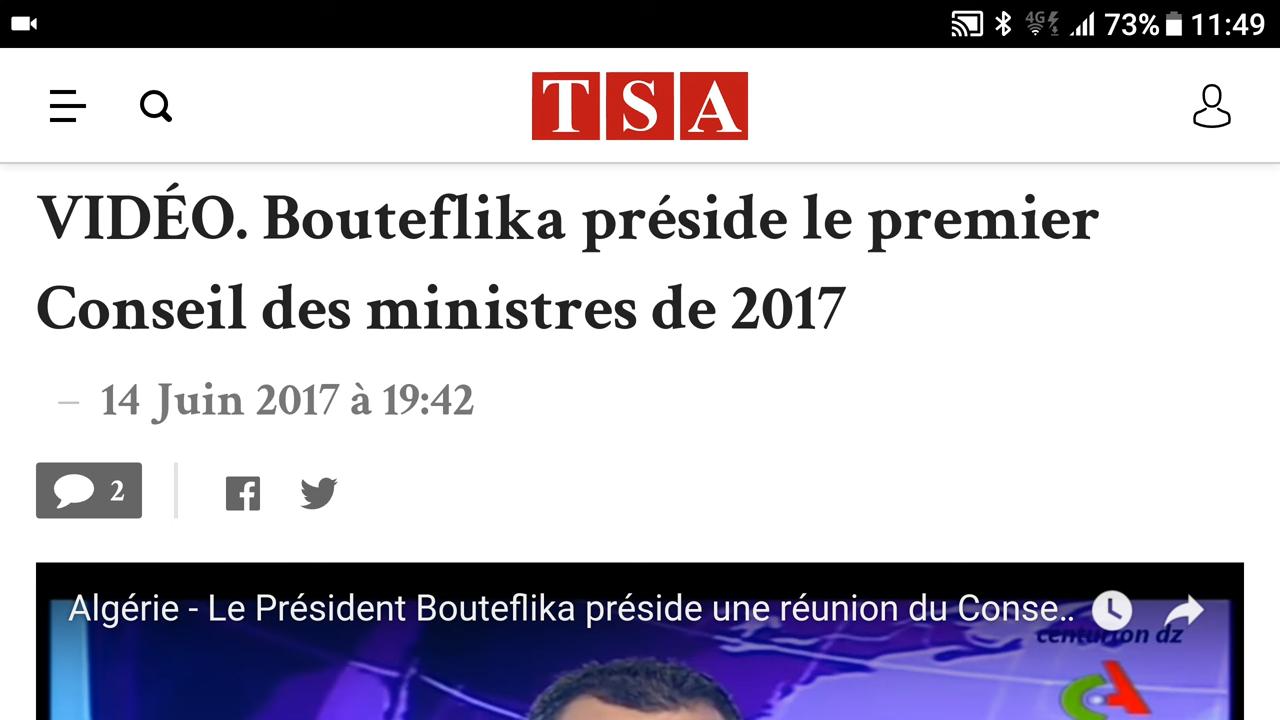 4G 73% 11:49
TSA
VIDÉO. Bouteflika préside le premier
Conseil des ministres de 2017
– 14 Juin 2017 à 19:42
2
Algérie - Le Président Bouteflika préside une réunion du Conse..
centurion dz